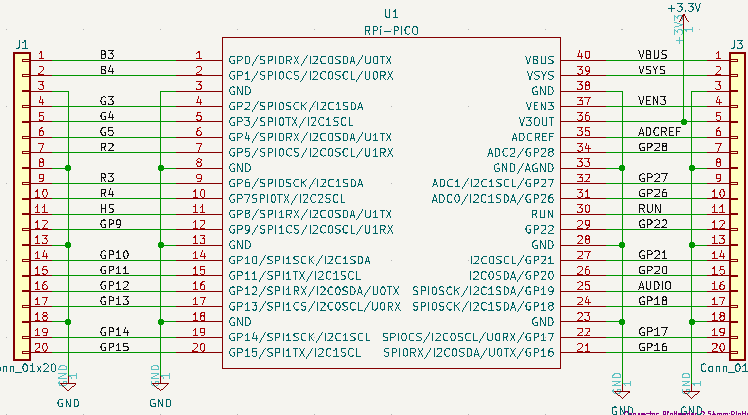 U1
RPi-PICO
+3.3V
+3V3
1
J1
J3
1 B3 1 GP0/SPI0RX/I2C0SDA/U0TX VBUS 40 VBUS 1
2 B4 2 GP1/SPI0CS/I2C0SCL/U0RX VSYS 39 VSYS 2
3 3 GND GND 38 3
4 G3 4 GP2/SPI0SCK/I2C1SDA VEN3 37 VEN3 4
5 G4 5 GP3/SPI0TX/I2C1SCL V3OUT 36 5
6 G5 6 GP4/SPI0RX/I2C0SDA/U1TX ADCREF 35 ADCREF 6
7 R2 7 GP5/SPI0CS/I2C0SCL/U1RX ADC2/GP28 34 GP28 7
8 8 GND GND/AGND 33 8
9 R3 9 GP6/SPI0SCK/I2C1SDA ADC1/I2C1SCL/GP27 32 GP27 9
10 R4 10 GP7SPI0TX/I2C2SCL ADC0/I2C1SDA/GP26 31 GP26 10
11 H5 11 GP8/SPI1RX/I2C0SDA/U1TX RUN 30 RUN 11
12 GP9 12 GP9/SPI1CS/I2C0SCL/U1RX GP22 29 GP22 12
13 13 GND GND 28 13
14 GP10 14 GP10/SPI1SCK/I2C1SDA I2C0SCL/GP21 27 GP21 14
15 GP11 15 GP11/SPI1TX/I2C1SCL I2C0SDA/GP20 26 GP20 15
16 GP12 16 GP12/SPI1RX/I2C0SDA/U0TX SPI0SCK/I2C1SDA/GP19 25 AUDIO 16
17 GP13 17 GP13/SPI1CS/I2C0SCL/U0RX SPI0SCK/I2C1SDA/GP18 24 GP18 17
18 18 GND GND 23 18
19 GP14 19 GP14/SPI1SCK/I2C1SCL SPI0CS/I2C0SCL/U0RX/GP17 22 GP17 19
20 GP15 20 GP15/SPI1TX/I2C1SCL SPI0RX/I2C0SDA/U0TX/GP16 21 GP16 20
onn_01x20 Conn_01
GND 1 GND 1 GND 1 GND 1
GND GND GND GND